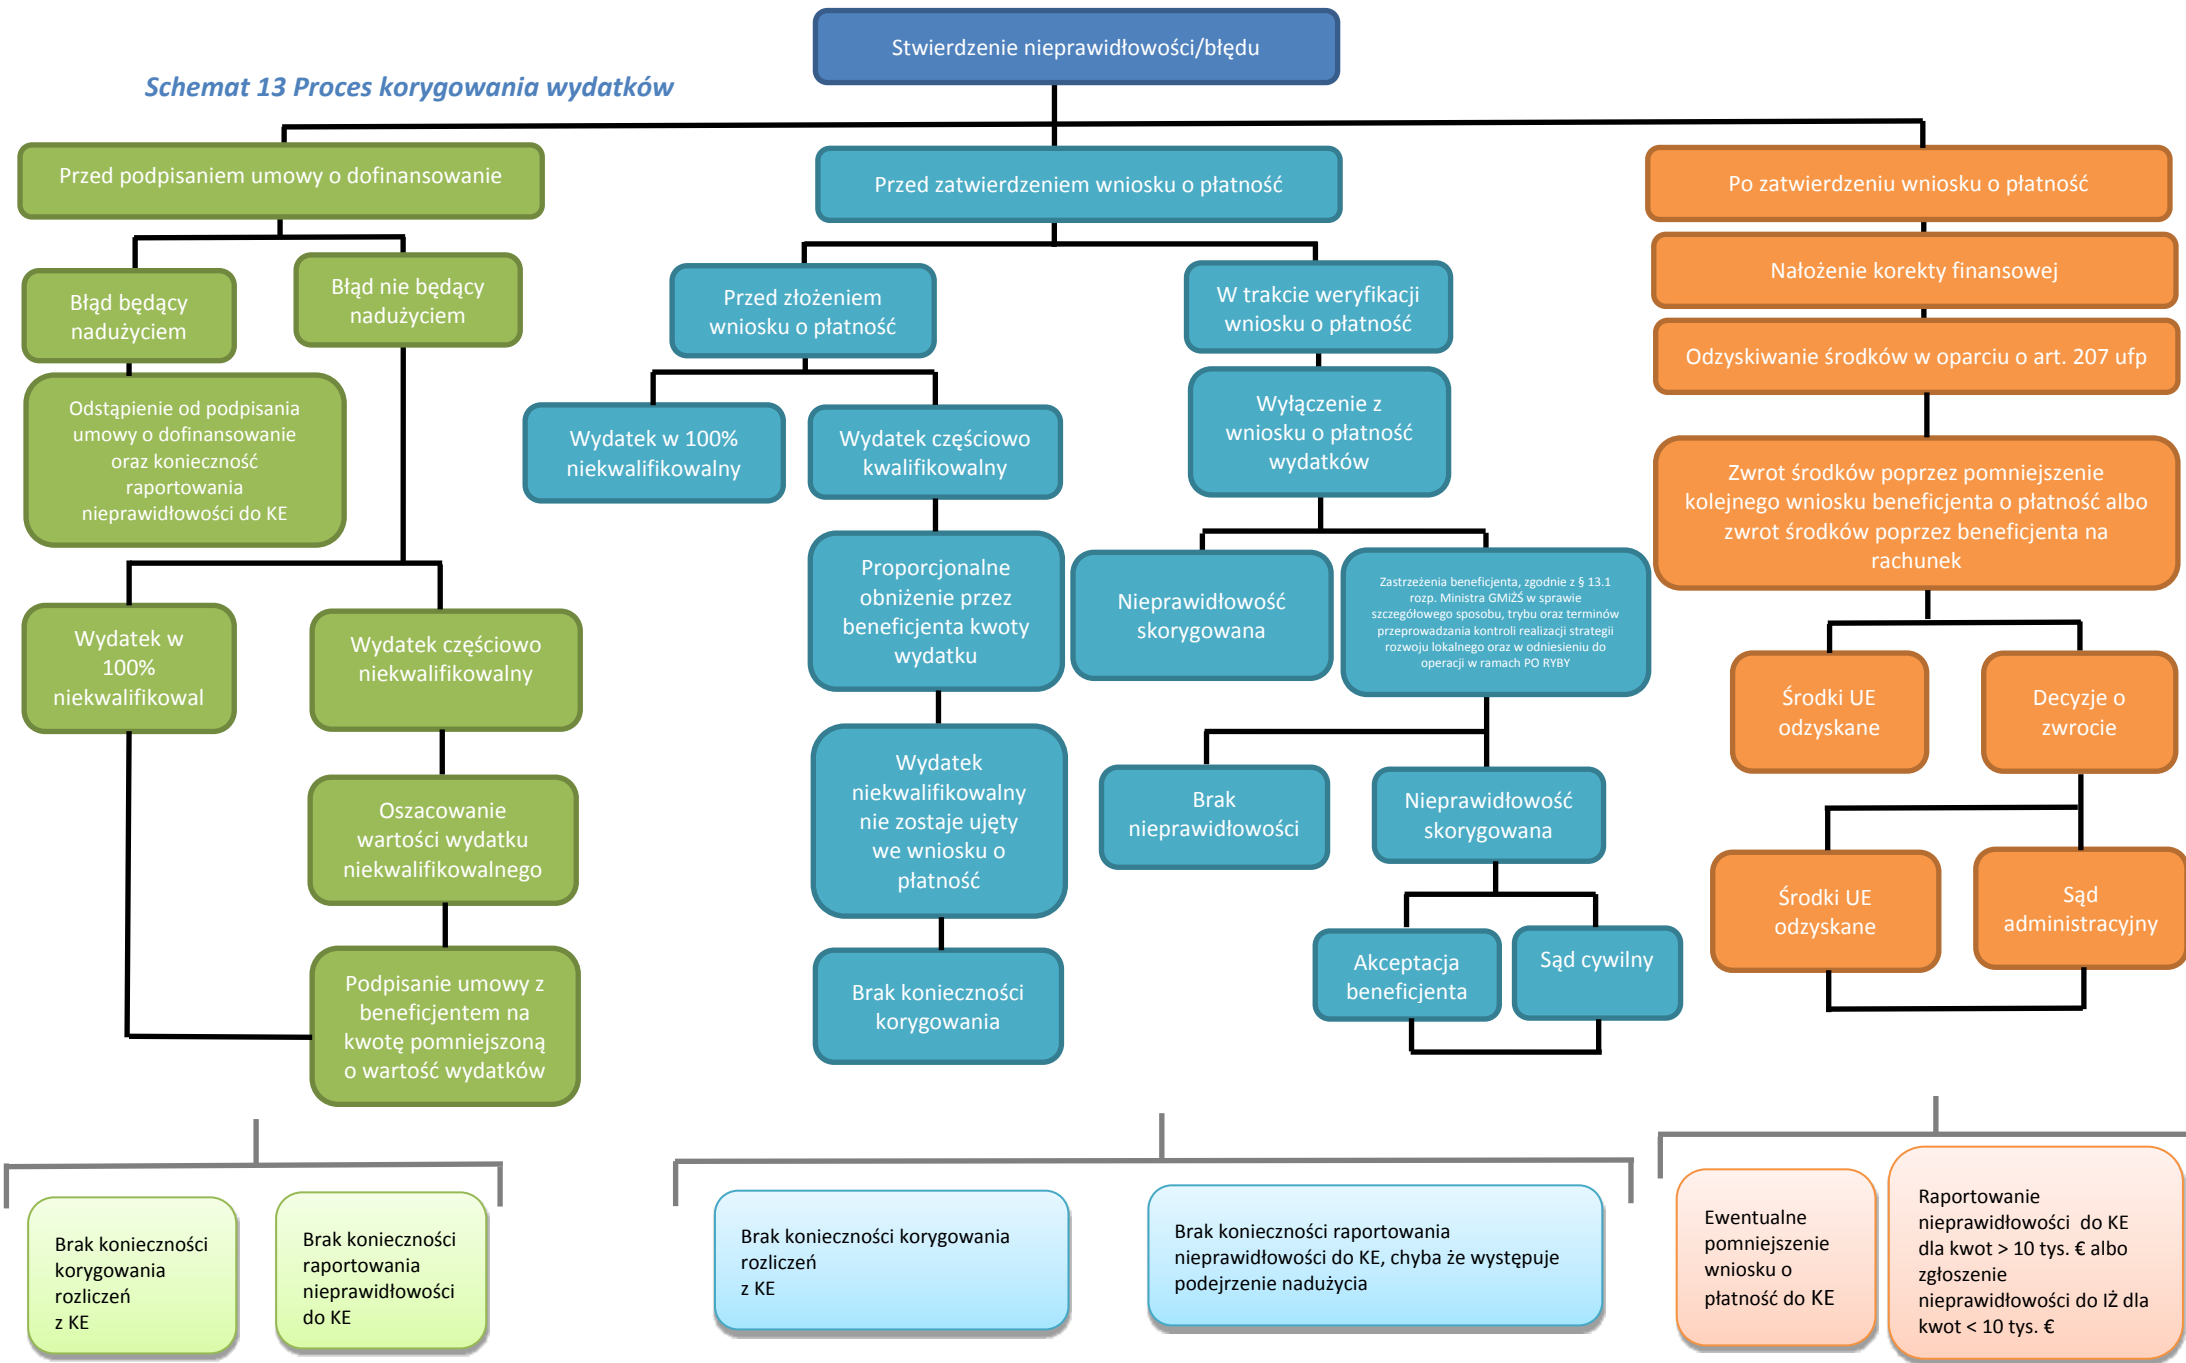 Stwierdzenie nieprawidłowości/błędu
Schemat 13 Proces korygowania wydatków
Przed podpisaniem umowy o dofinansowanie
Błąd będący
nadużyciem
Błąd nie będący
nadużyciem
Odstąpienie od podpisania
umowy o dofinansowanie
oraz konieczność
raportowania
nieprawidłowości do KE
Wydatek w
100%
niekwalifikowal
Wydatek częściowo
niekwalifikowalny
Oszacowanie
wartości wydatku
niekwalifikowalnego
Podpisanie umowy z
beneficjentem na
kwotę pomniejszoną
o wartość wydatków
Przed zatwierdzeniem wniosku o płatność
Przed złożeniem
wniosku o płatność
W trakcie weryfikacji
wniosku o płatność
Wydatek w 100%
niekwalifikowalny
Wydatek częściowo
kwalifikowalny
Wyłączenie z
wniosku o płatność
wydatków
Proporcjonalne
obniżenie przez
beneficjenta kwoty
wydatku
Nieprawidłowość
skorygowana
Zastrzeżenia beneficjenta, zgodnie z § 13.1
rozp. Ministra GMiŻŚ w sprawie
szczegółowego sposobu, trybu oraz terminów
przeprowadzania kontroli realizacji strategii
rozwoju lokalnego oraz w odniesieniu do
operacji w ramach PO RYBY
Wydatek
niekwalifikowalny
nie zostaje ujęty
we wniosku o
płatność
Brak
nieprawidłowości
Nieprawidłowość
skorygowana
Brak konieczności
korygowania
Akceptacja
beneficjenta
Sąd cywilny
Po zatwierdzeniu wniosku o płatność
Nałożenie korekty finansowej
Odzyskiwanie środków w oparciu o art. 207 ufp
Zwrot środków poprzez pomniejszenie
kolejnego wniosku beneficjenta o płatność albo
zwrot środków poprzez beneficjenta na
rachunek
Środki UE
odzyskane
Decyzje o
zwrocie
Środki UE
odzyskane
Sąd
administracyjny
Brak konieczności
korygowania
rozliczeń
z KE
Brak konieczności
raportowania
nieprawidłowości
do KE
Brak konieczności korygowania
rozliczeń
z KE
Brak konieczności raportowania
nieprawidłowości do KE, chyba że występuje
podejrzenie nadużycia
Ewentualne
pomniejszenie
wniosku o
płatność do KE
Raportowanie
nieprawidłowości do KE
dla kwot > 10 tys. € albo
zgłoszenie
nieprawidłowości do IŻ dla
kwot < 10 tys. €